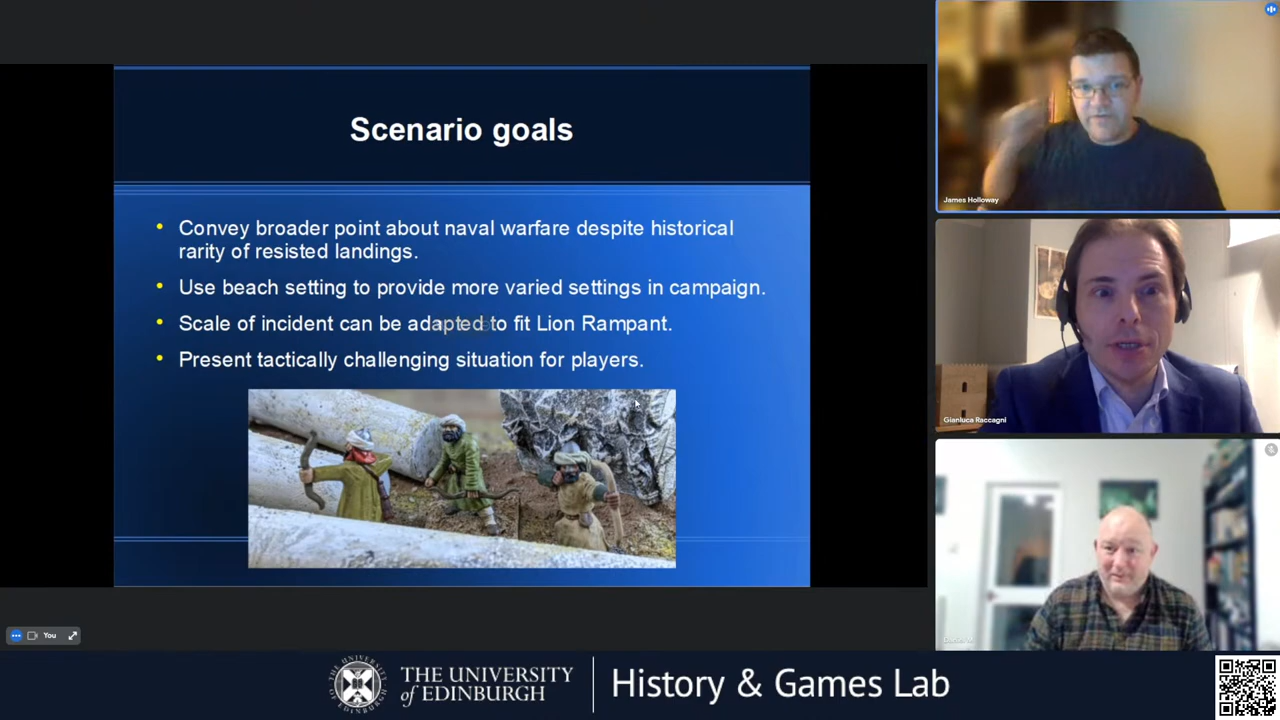 Scenario goals
• Convey broader point about naval warfare despite historical
rarity of resisted landings.
• Use beach setting to provide more varied settings in campaign.
• Scale of incident can be adapted to fit Lion Rampant.
• Present tactically challenging situation for players.
James Holloway
Gianluca Raccagni
You
THE UNIVERSITY
of EDINBURGH
History & Games Lab